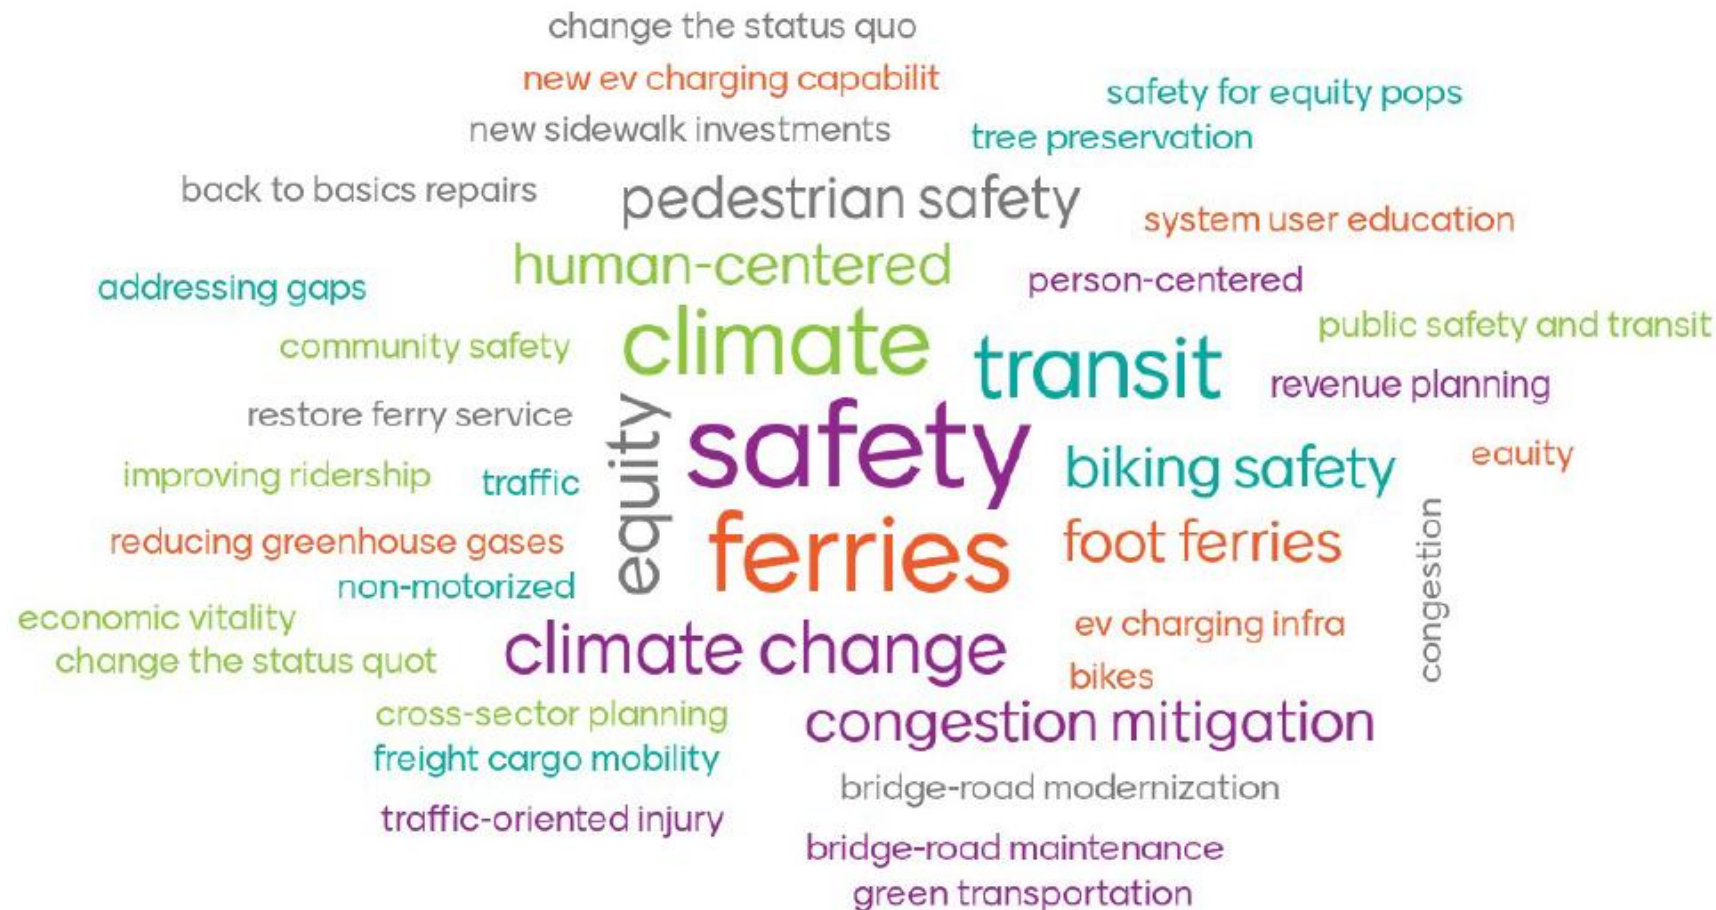 change the status quo
new ev charging capabilit
safety for equity pops
new sidewalk investments
tree preservation
back to basics repairs
pedestrian safety
system user education
human-centered
person-centered
addressing gaps
climate
public safety and transit
community safety
transit
revenue planning
restore ferry service
equity
safety
biking safety
eauity
improving ridership
traffic
reducing greenhouse gases
ferries
foot ferries
congestion
non-motorized
economic vitality
climate change
ev charging infra
change the status quot
bikes
cross-sector planning
congestion mitigation
freight cargo mobility
bridge-road modernization
traffic-oriented injury
bridge-road maintenance
green transportation